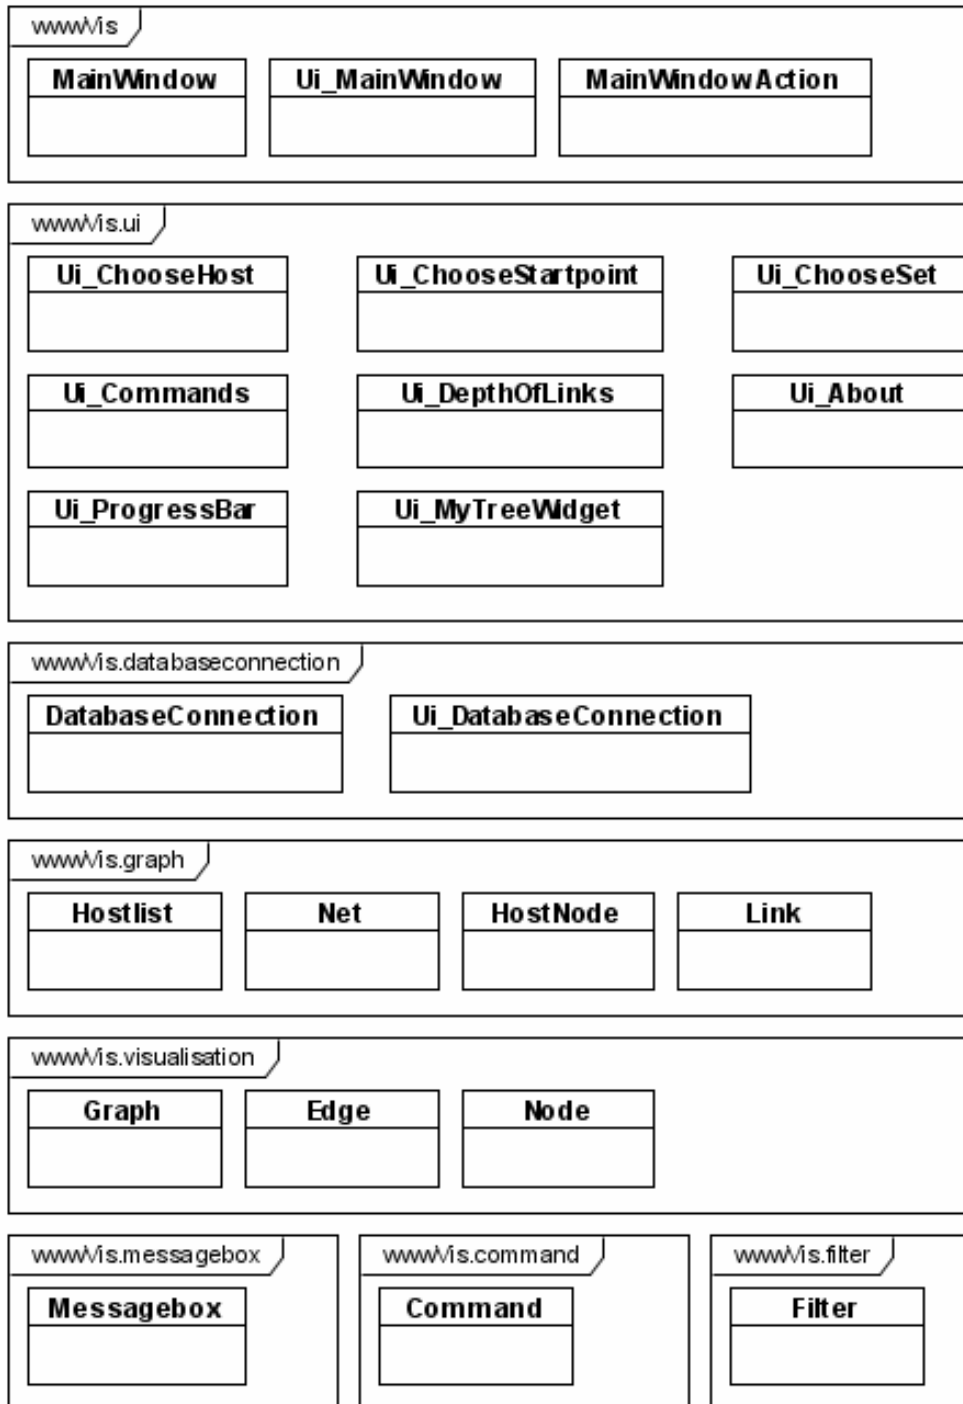 wwwVis
MainWindow Ui_MainWindow MainWindowAction
wwwVis.ui
Ui_ChooseHost Ui_ChooseStartpoint Ui_ChooseSet
Ui_Commands Ui_DepthOfLinks Ui_About
Ui_ProgressBar Ui_MyTreeWidget
wwwVis.databaseconnection
DatabaseConnection Ui_DatabaseConnection
wwwVis.graph
Hostlist Net HostNode Link
wwwVis.visualisation
Graph Edge Node
wwwVis.messagebox wwwVis.command wwwVis.filter
Messagebox Command Filter